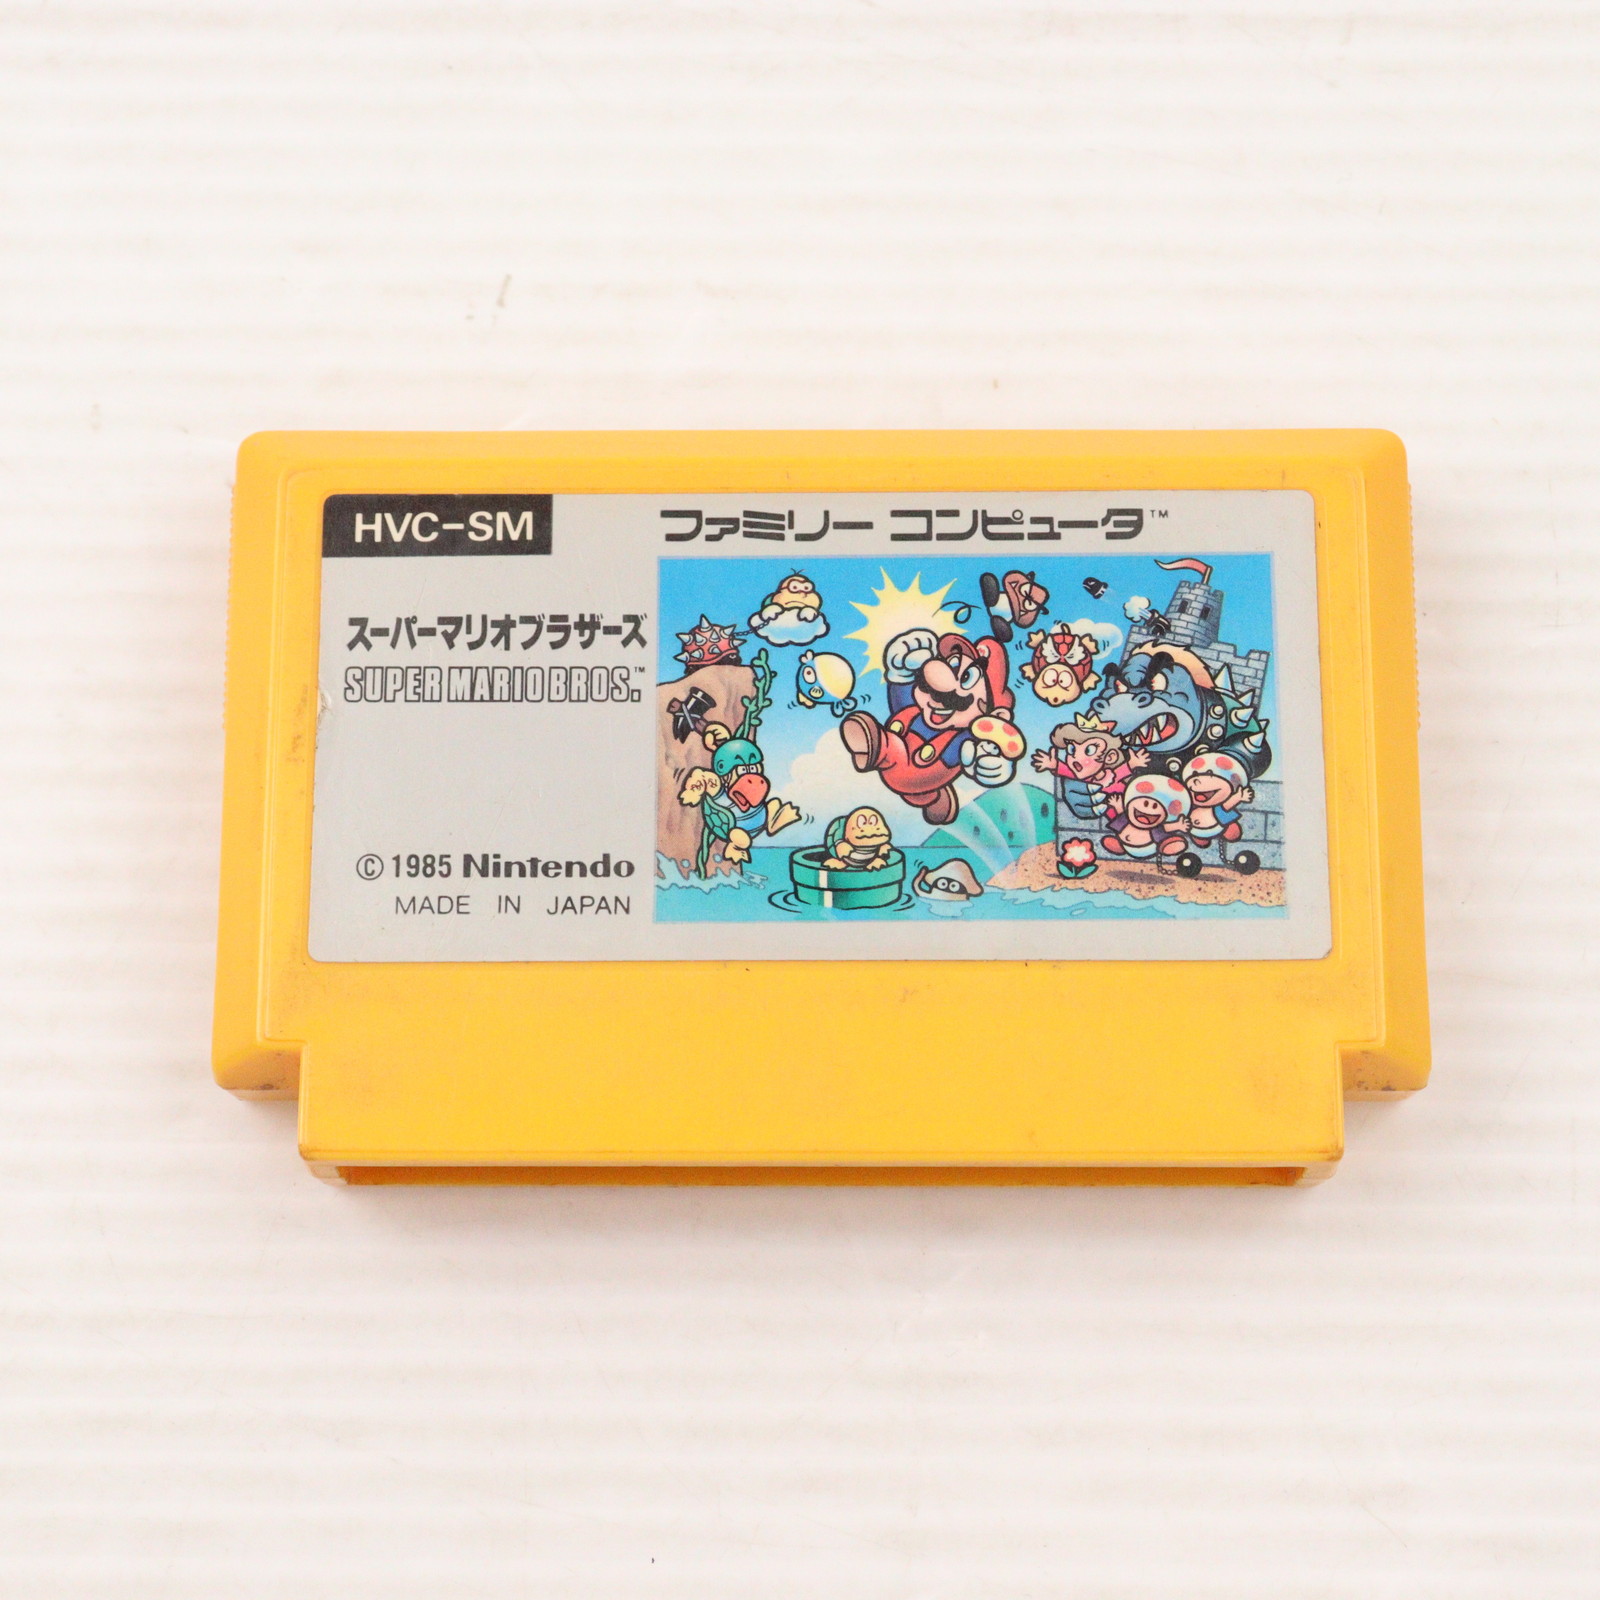 HVC-SM
ファミリー コンピュータ™
スーパーマリオブラザーズ
SUPER MARIO BROS.™
© 1985 Nintendo
MADE IN JAPAN